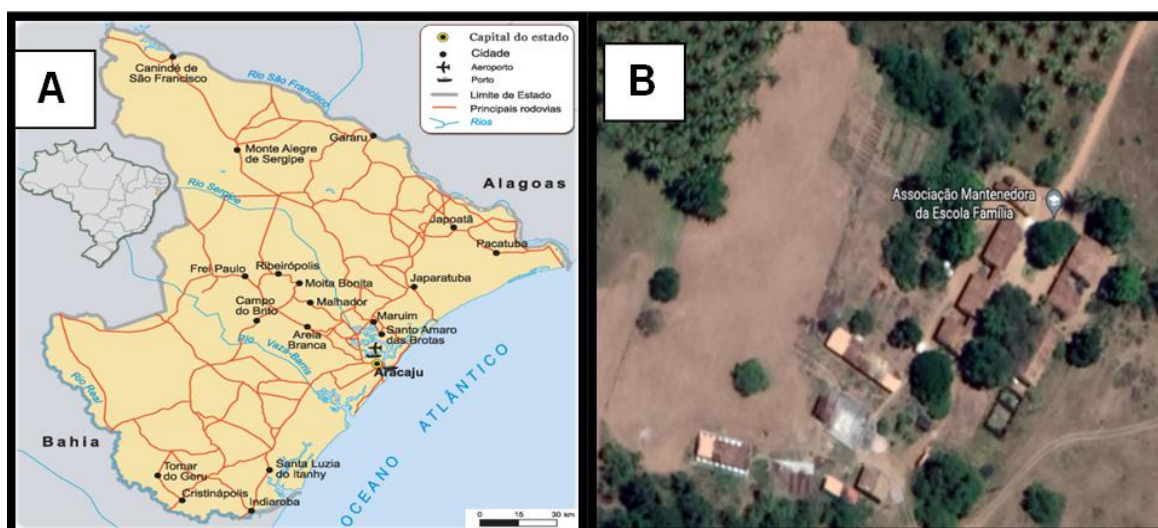 A
Capital do estado
Cidade
Aeroporto
Porto
Limite de Estado
Principais rodovias
Rios
Canindé de
São Francisco
Rio São Francisco
Gararu
Monte Alegre
de Sergipe
Alagoas
Rio Sergipe
Japoatã
Pacatuba
Frei Paulo
Ribeirópolis
Moita Bonita
Japaratuba
Malhador
Campo
do Brito
Maruim
Areia
Branca
Santo Amaro
das Brotas
Rio Vaza-Barris
Aracaju
Rio Real
OCEANO ATLÂNTICO
Bahia
Tomar
do Geru
Santa Luzia
do Itanhy
Cristinápolis
Indiaroba
0 15 30 km
B
Associação Mantenedora
da Escola Família